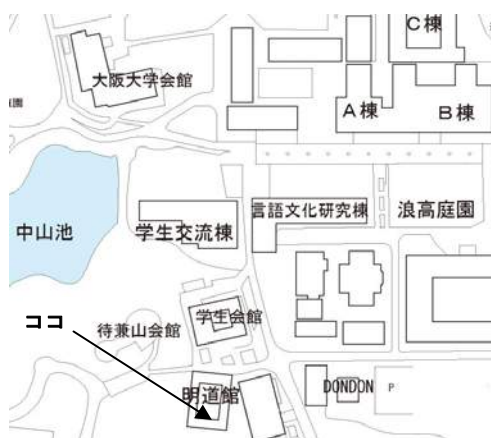 C棟
大阪大学会館
園
A棟
B棟
言語文化研究棟
浪高庭園
中山池
学生交流棟
ココ
学生会館
待兼山会館
明道館
DONDON
P